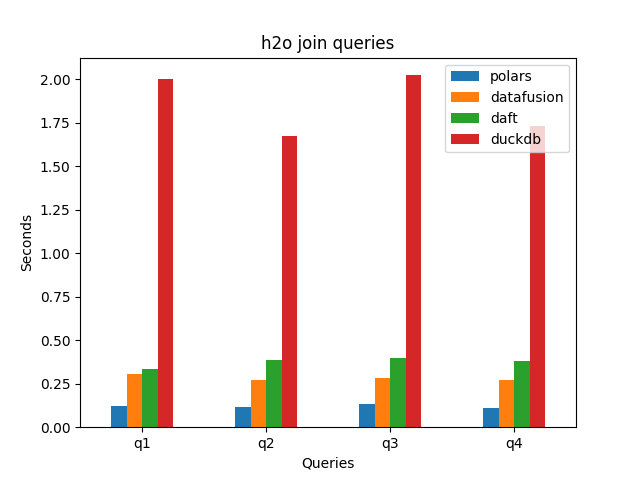 h2o join queries
polars
datafusion
daft
duckdb
2.00
1.75
1.50
1.25
1.00
0.75
0.50
0.25
0.00
Seconds
q1 q2 q3 q4
Queries